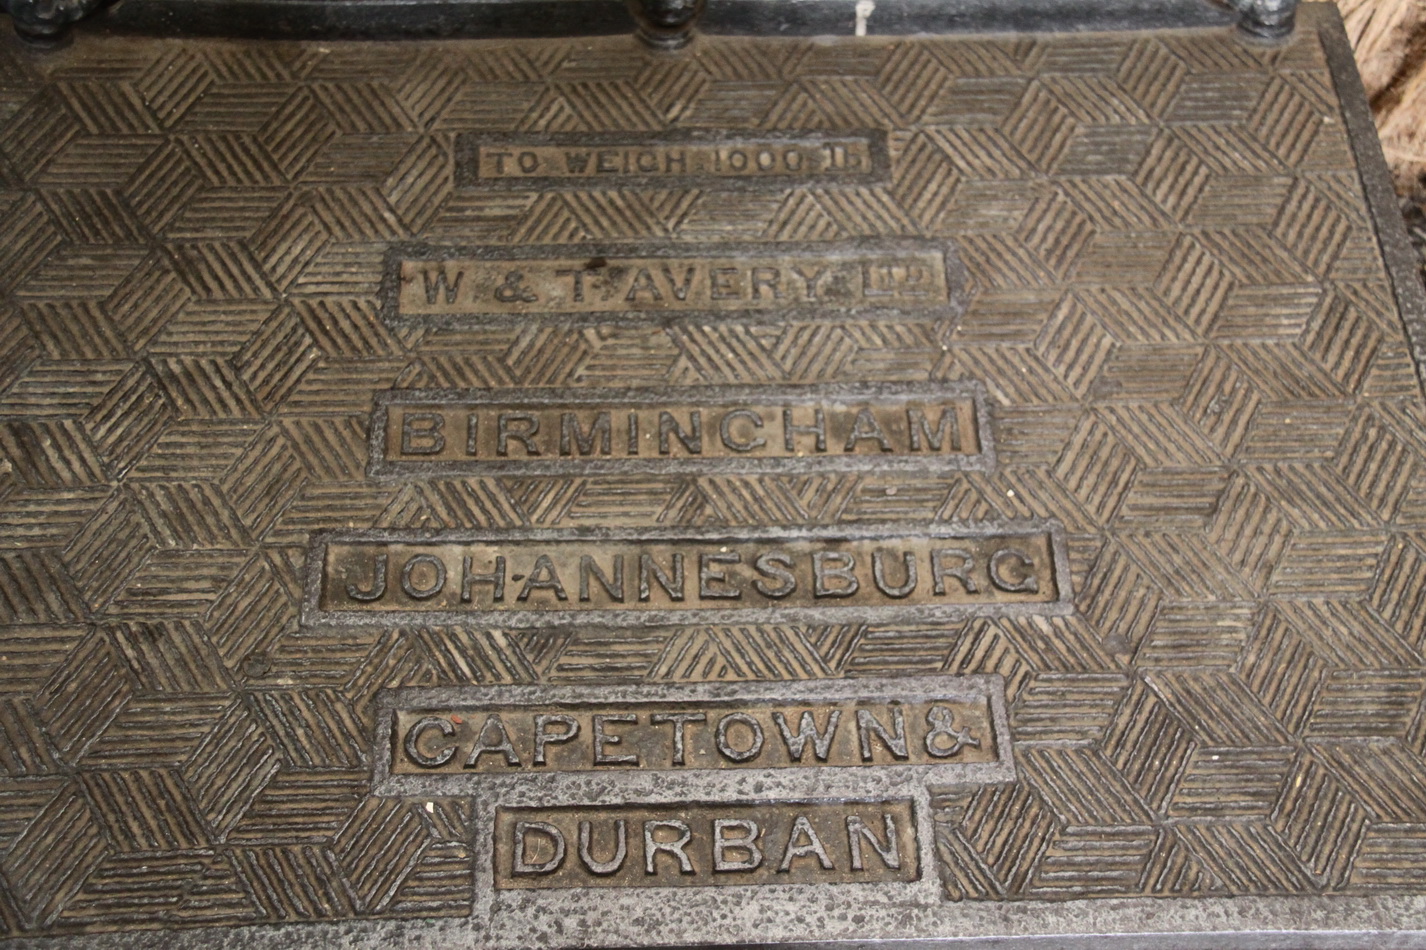 TO WEIGH 1000 lb
W & T. AVERY LTD
BIRMINGHAM
JOHANNESBURG
CAPETOWN &
DURBAN